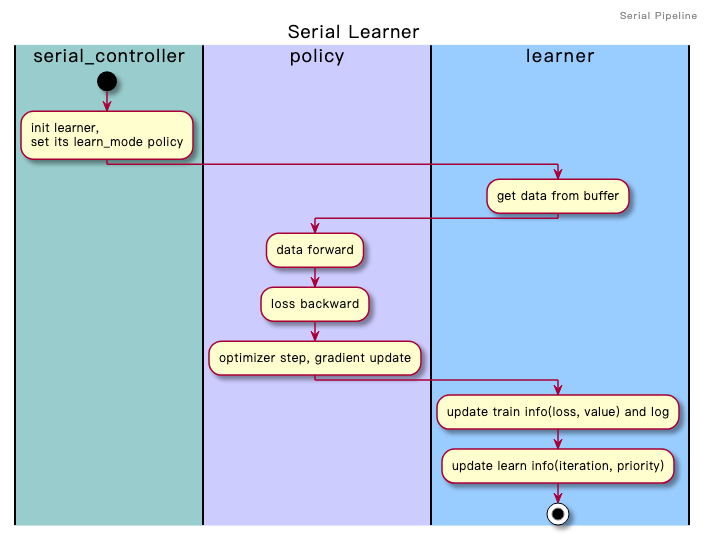 Serial Pipeline
Serial Learner
serial_controller
policy
learner
init learner,
set its learn_mode policy
get data from buffer
data forward
loss backward
optimizer step, gradient update
update train info(loss, value) and log
update learn info(iteration, priority)